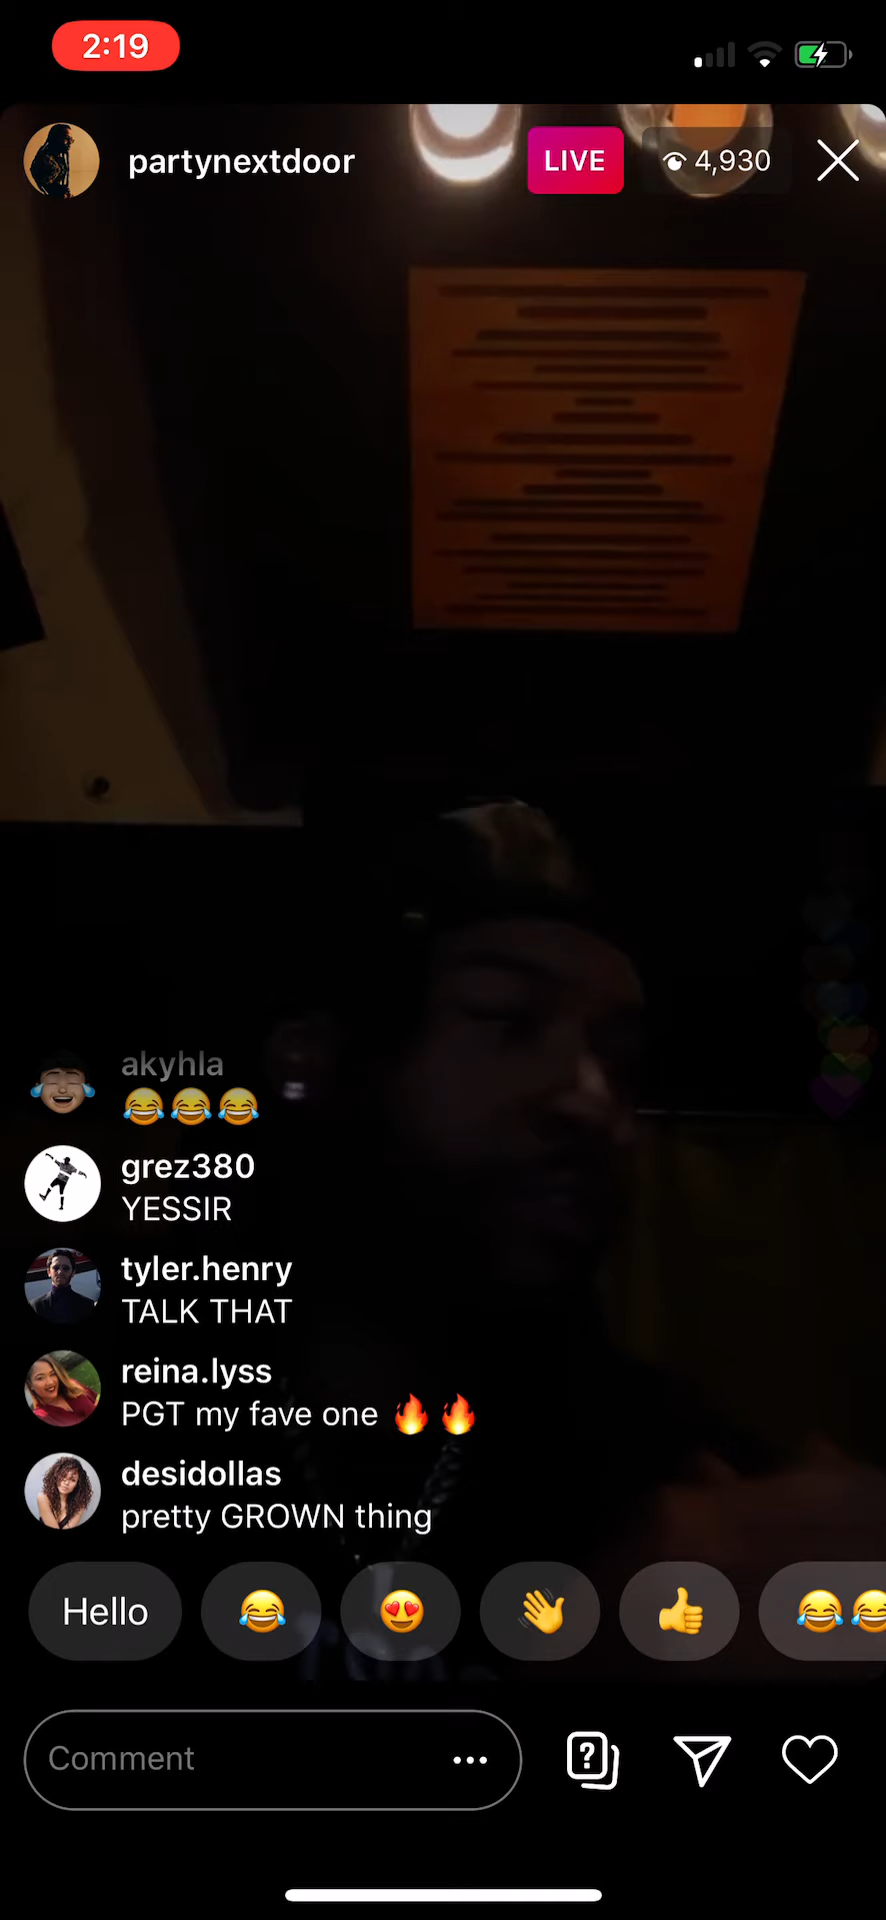 2:19
partynextdoor
LIVE
4,930
akyhla
😂😂😂
grez380
YESSIR
tyler.henry
TALK THAT
reina.lyss
PGT my fave one 🔥🔥
desidollas
pretty GROWN thing
Hello
Comment